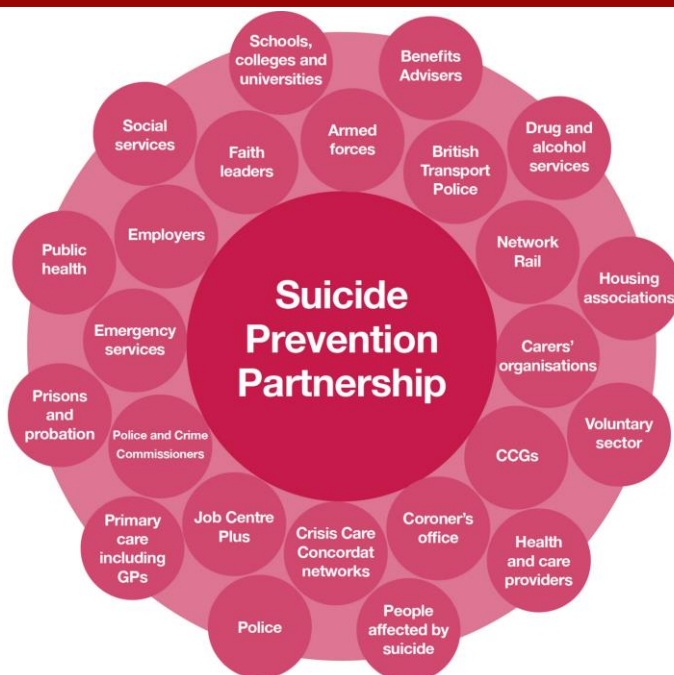 Suicide
Prevention
Partnership
Schools,
colleges and
universities
Benefits
Advisers
Drug and
alcohol
services
Housing
associations
Voluntary
sector
Health
and care
providers
People
affected by
suicide
Police
Primary
care
including
GPs
Prisons
and
probation
Public
health
Social
services
Armed
forces
British
Transport
Police
Network
Rail
Carers'
organisations
CCGs
Coroner's
office
Crisis Care
Concordat
networks
Job Centre
Plus
Police and Crime
Commissioners
Emergency
services
Employers
Faith
leaders